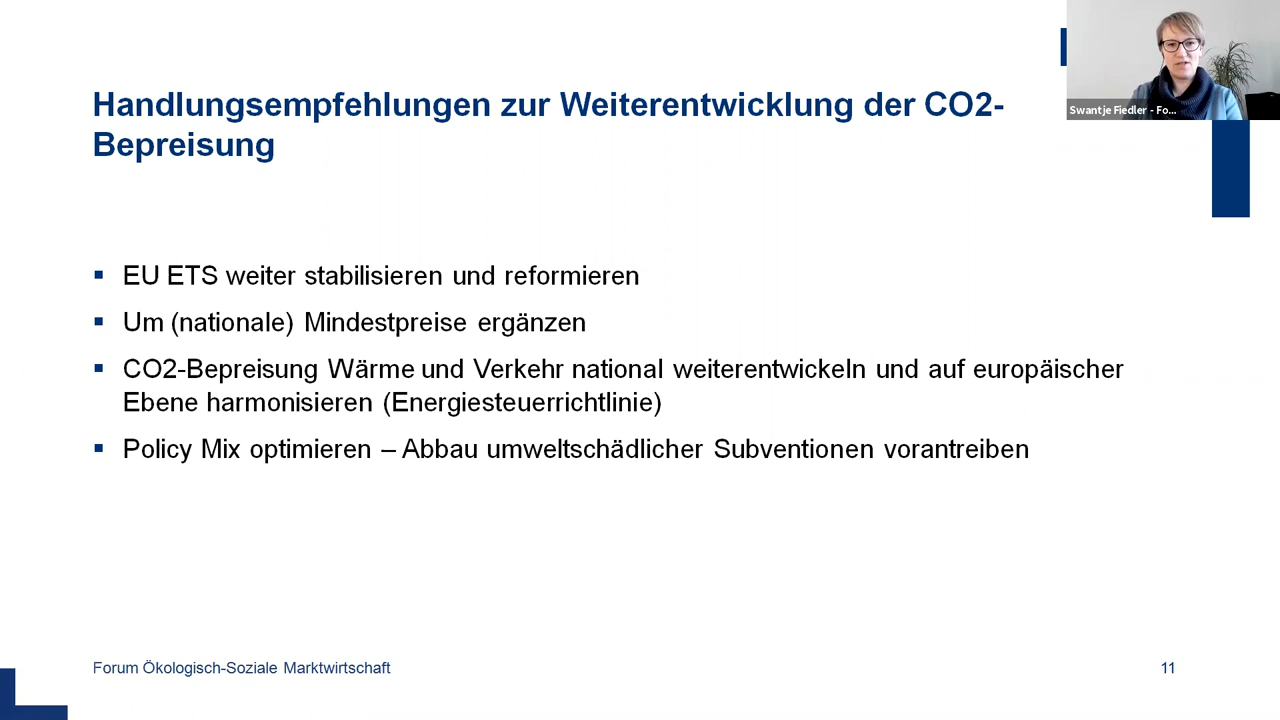 Swantje Fiedler - Fo...
Handlungsempfehlungen zur Weiterentwicklung der CO2-
Bepreisung
▪ EU ETS weiter stabilisieren und reformieren
▪ Um (nationale) Mindestpreise ergänzen
▪ CO2-Bepreisung Wärme und Verkehr national weiterentwickeln und auf europäischer
Ebene harmonisieren (Energiesteuerrichtlinie)
▪ Policy Mix optimieren – Abbau umweltschädlicher Subventionen vorantreiben
Forum Ökologisch-Soziale Marktwirtschaft
11